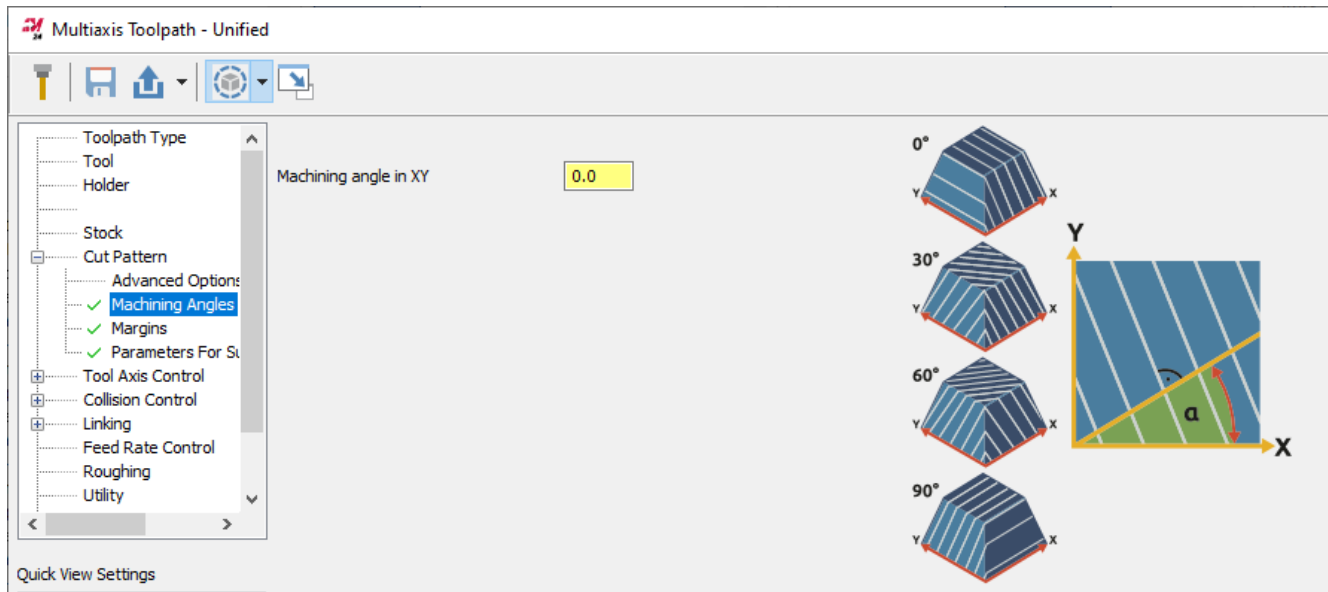 24
Multiaxis Toolpath - Unified
Toolpath Type
Tool
Holder
Stock
Cut Pattern
Advanced Options
Machining Angles
Margins
Parameters For Su
Tool Axis Control
Collision Control
Linking
Feed Rate Control
Roughing
Utility
Quick View Settings
Machining angle in XY
0.0
0°
Y X
30°
Y X
60°
Y X
90°
Y X
Y
a
X